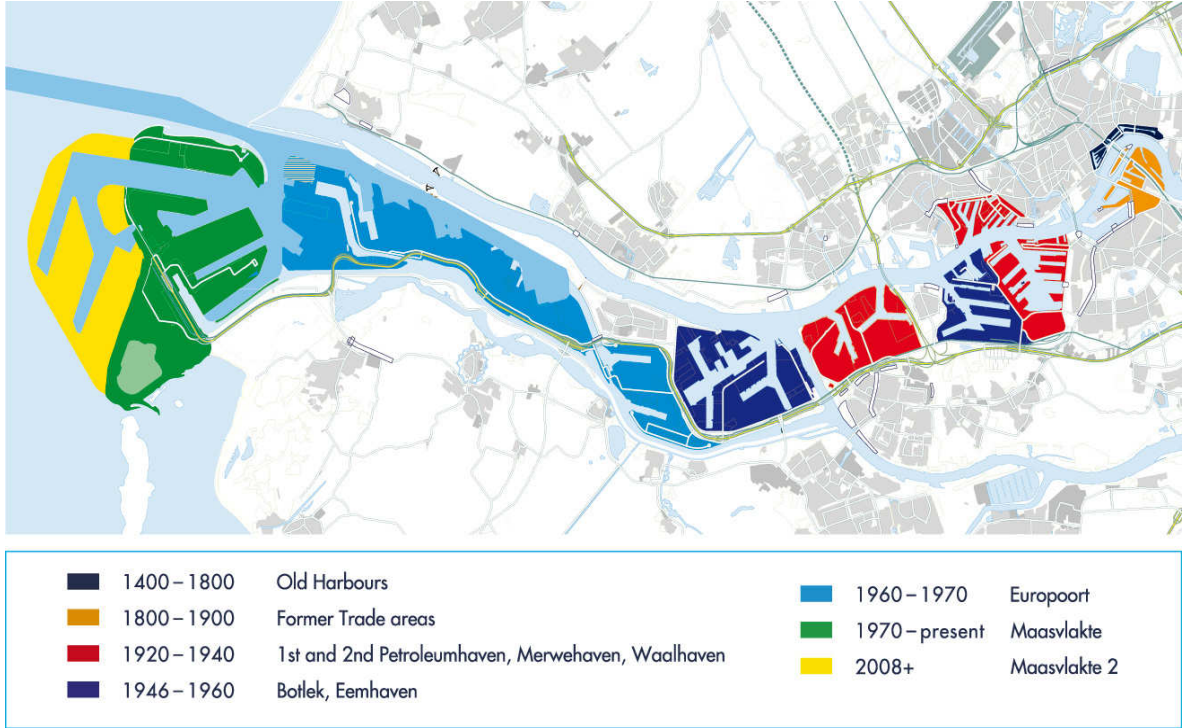 1400 – 1800 Old Harbours
1800 – 1900 Former Trade areas
1920 – 1940 1st and 2nd Petroleumhaven, Merwehaven, Waalhaven
1946 – 1960 Botlek, Eemhaven
1960 – 1970 Europoort
1970 – present Maasvlakte
2008+ Maasvlakte 2